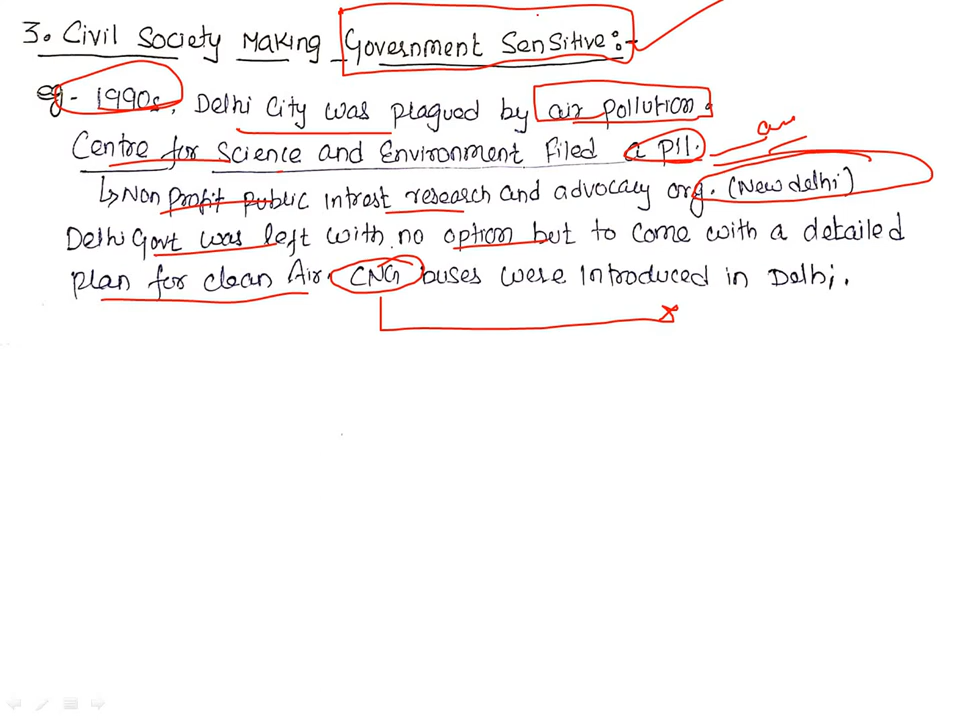 3. Civil Society Making Government Sensitive:-
eg- 1990s, Delhi City was plagued by air pollution.
Centre for Science and Environment Filed a PIL.
↳ Non Profit public intrest research and advocacy org. (New delhi)
Delhi Govt was left with no option but to come with a detailed
plan for clean Air. CNG buses were introduced in Delhi.